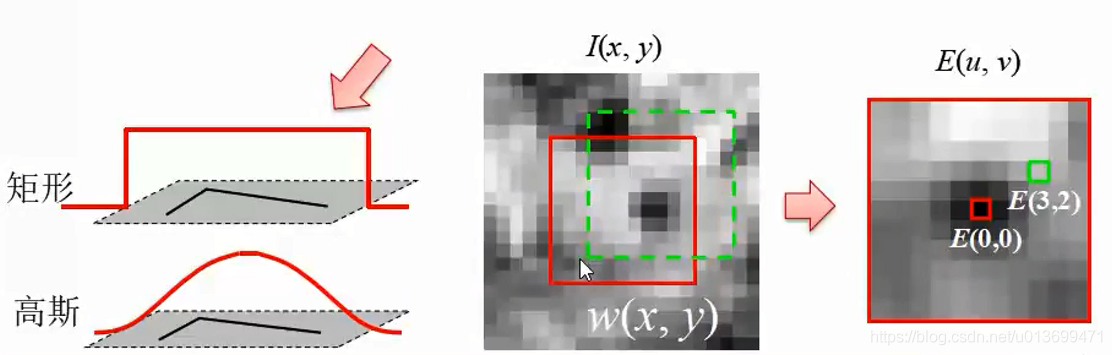 矩形
高斯
I(x, y)
w(x, y)
E(u, v)
E(3,2)
E(0,0)
https://blog.csdn.net/u013699471